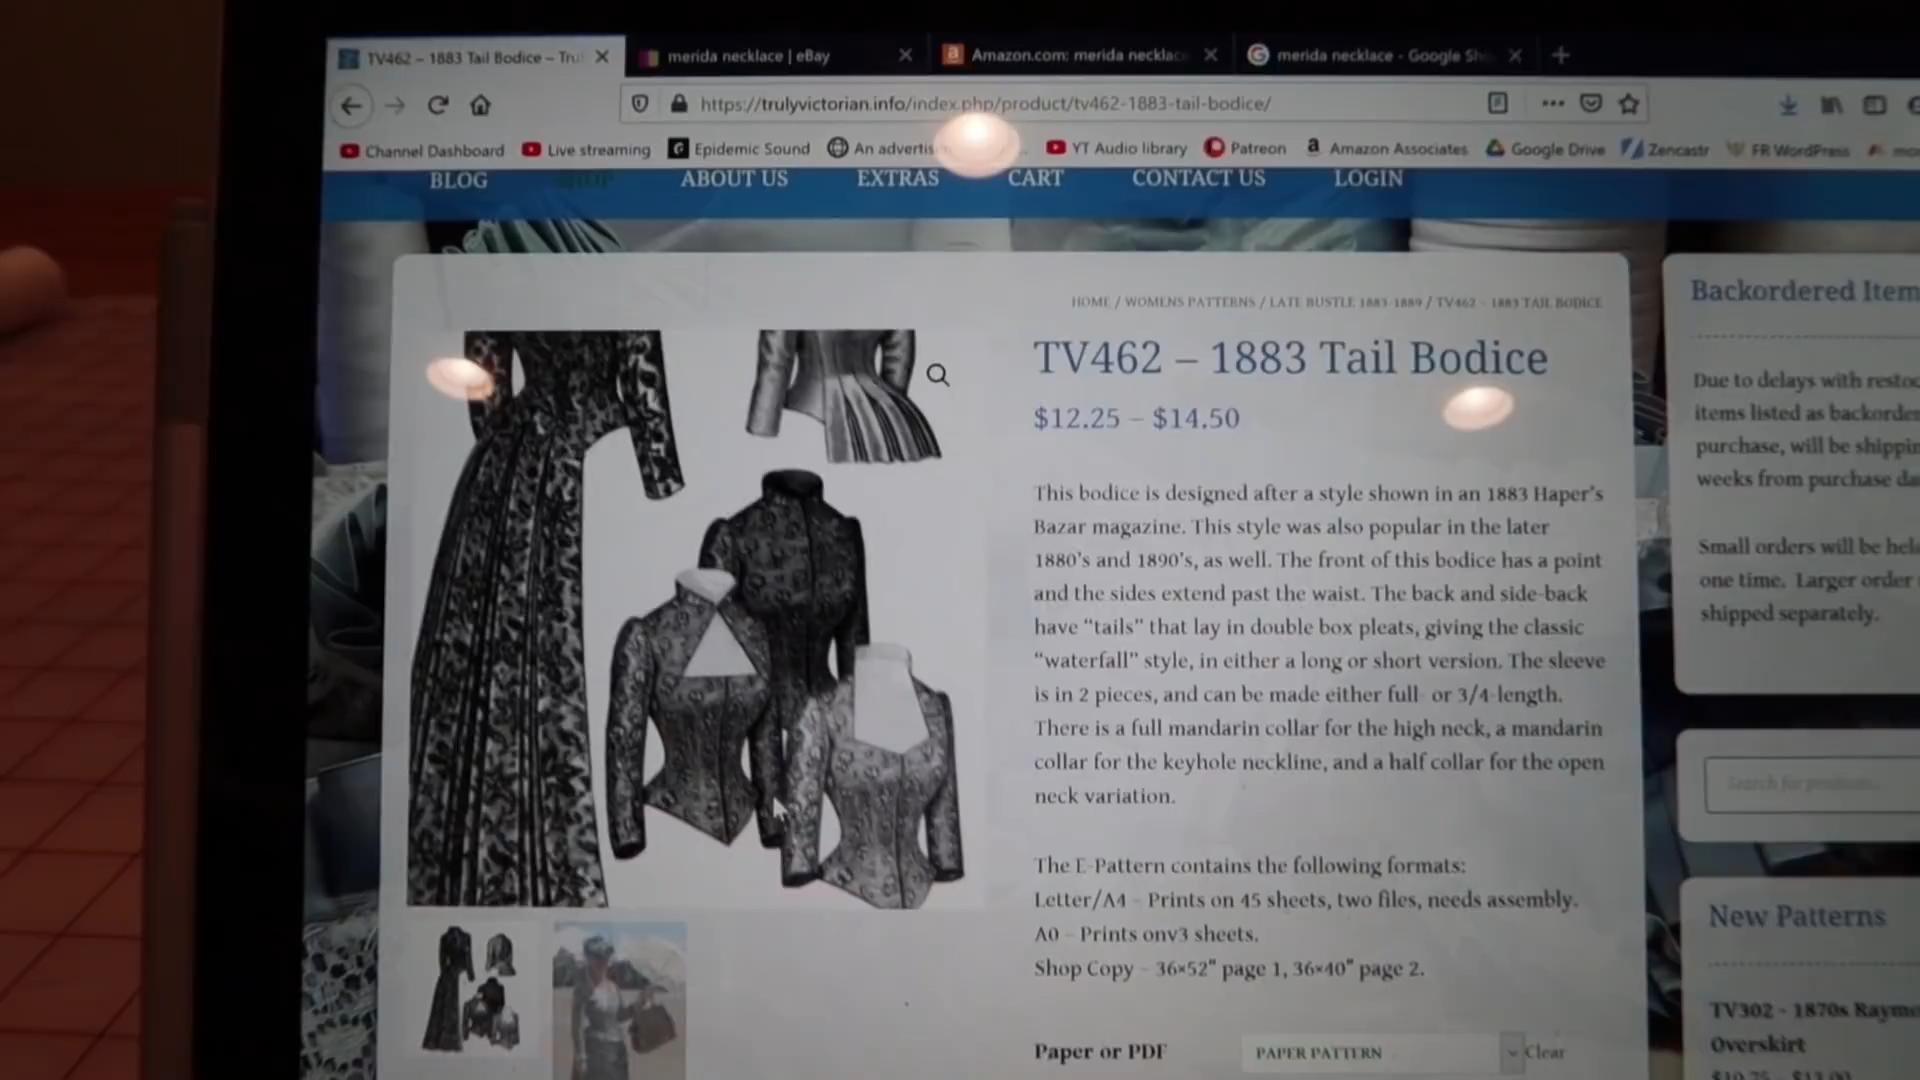 TV462 – 1883 Tail Bodice – Tru
merida necklace | eBay
Amazon.com: merida necklace
merida necklace - Google Sh
https://trulyvictorian.info/index.php/product/tv462-1883-tail-bodice/
Channel Dashboard
Live streaming
Epidemic Sound
An advertis
YT Audio library
Patreon
Amazon Associates
Google Drive
Zencastr
FR WordPress
BLOG
SHOP
ABOUT US
EXTRAS
CART
CONTACT US
LOGIN
HOME / WOMENS PATTERNS / LATE BUSTLE 1883-1889 / TV462 – 1883 TAIL BODICE
TV462 – 1883 Tail Bodice
$12.25 – $14.50
This bodice is designed after a style shown in an 1883 Haper's
Bazar magazine. This style was also popular in the later
1880's and 1890's, as well. The front of this bodice has a point
and the sides extend past the waist. The back and side-back
have "tails" that lay in double box pleats, giving the classic
"waterfall" style, in either a long or short version. The sleeve
is in 2 pieces, and can be made either full- or 3/4-length.
There is a full mandarin collar for the high neck, a mandarin
collar for the keyhole neckline, and a half collar for the open
neck variation.
The E-Pattern contains the following formats:
Letter/A4 – Prints on 45 sheets, two files, needs assembly.
A0 – Prints onv3 sheets.
Shop Copy – 36×52" page 1, 36×40" page 2.
Paper or PDF
PAPER PATTERN
Clear
Backordered Item
Due to delays with restoc
items listed as backorde
purchase, will be shippin
weeks from purchase da
Small orders will be hel
one time. Larger order
shipped separately.
Search for products…
New Patterns
TV302 - 1870s Raymo
Overskirt
$10.75 – $13.00